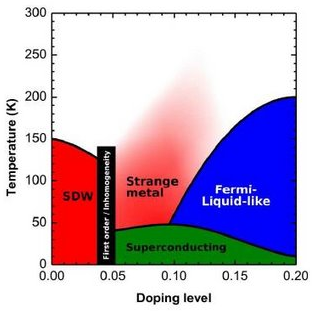 300
250
200
150
100
50
0
Temperature (K)
SDW
First order / Inhomogeneity
Strange
metal
Fermi-
Liquid-like
Superconducting
0.00 0.05 0.10 0.15 0.20
Doping level